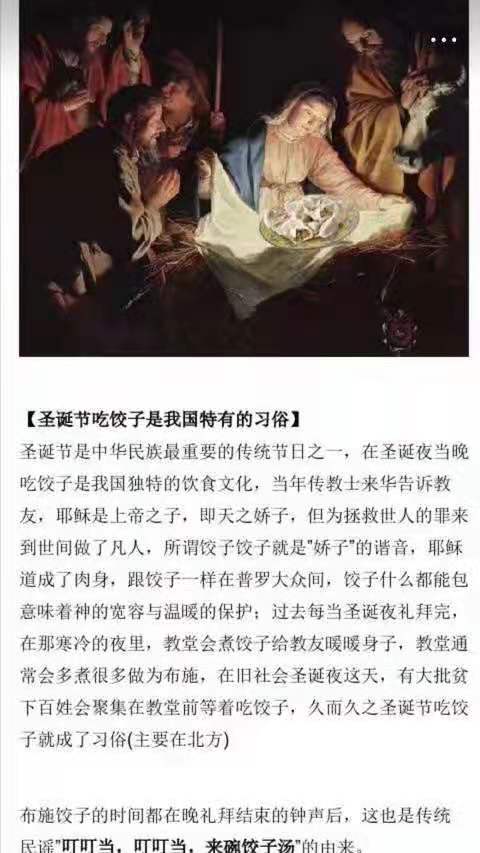 【圣诞节吃饺子是我国特有的习俗】
圣诞节是中华民族最重要的传统节日之一，在圣诞夜当晚
吃饺子是我国独特的饮食文化，当年传教士来华告诉教
友，耶稣是上帝之子，即天之娇子，但为拯救世人的罪来
到世间做了凡人，所谓饺子饺子就是"娇子"的谐音，耶稣
道成了肉身，跟饺子一样在普罗大众间，饺子什么都能包
意味着神的宽容与温暖的保护；过去每当圣诞夜礼拜完，
在那寒冷的夜里，教堂会煮饺子给教友暖暖身子，教堂通
常会多煮很多做为布施，在旧社会圣诞夜这天，有大批贫
下百姓会聚集在教堂前等着吃饺子，久而久之圣诞节吃饺
子就成了习俗(主要在北方)
布施饺子的时间都在晚礼拜结束的钟声后，这也是传统
民谣"叮叮当，叮叮当，来碗饺子汤"的由来。